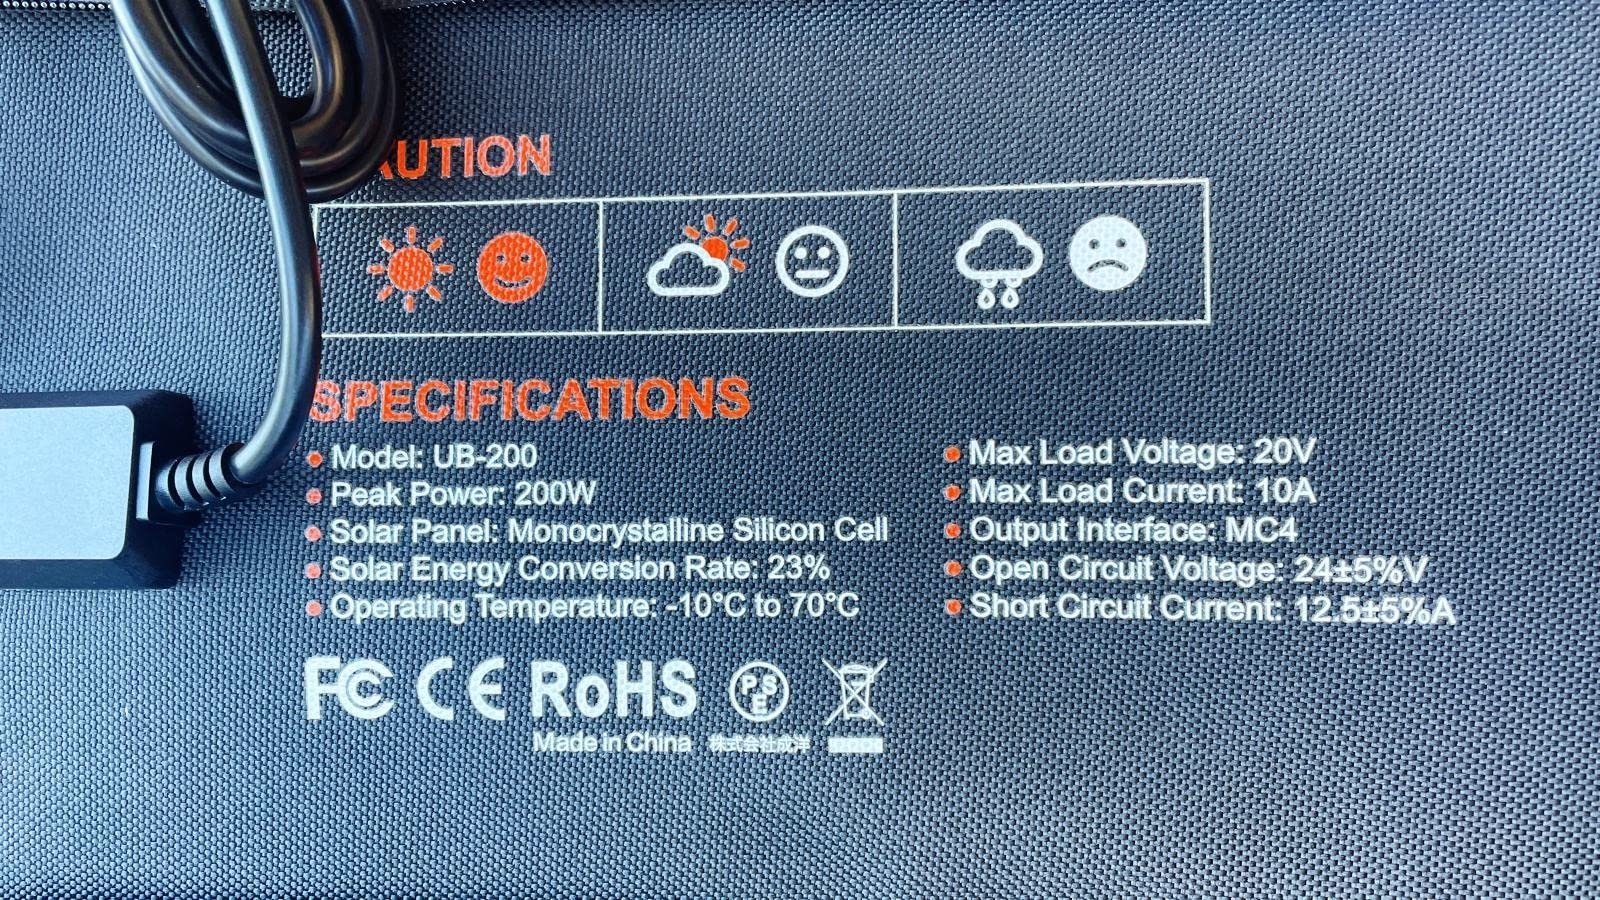 AUTION
SPECIFICATIONS
Model: UB-200
Peak Power: 200W
Solar Panel: Monocrystalline Silicon Cell
Solar Energy Conversion Rate: 23%
Operating Temperature: -10°C to 70°C
Max Load Voltage: 20V
Max Load Current: 10A
Output Interface: MC4
Open Circuit Voltage: 24±5%V
Short Circuit Current: 12.5±5%A
FC CE RoHS PSE
Made in China 株式会社成洋